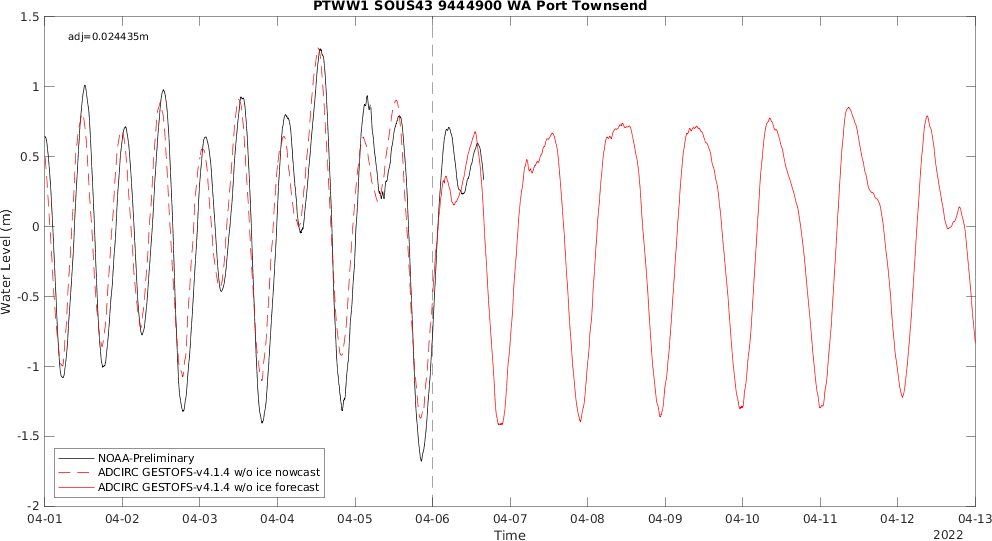 PTWW1 SOUS43 9444900 WA Port Townsend
adj=0.024435m
1.5
1
0.5
0
-0.5
-1
-1.5
-2
Water Level (m)
NOAA-Preliminary
ADCIRC GESTOFS-v4.1.4 w/o ice nowcast
ADCIRC GESTOFS-v4.1.4 w/o ice forecast
04-01 04-02 04-03 04-04 04-05 04-06 04-07 04-08 04-09 04-10 04-11 04-12 04-13
Time
2022